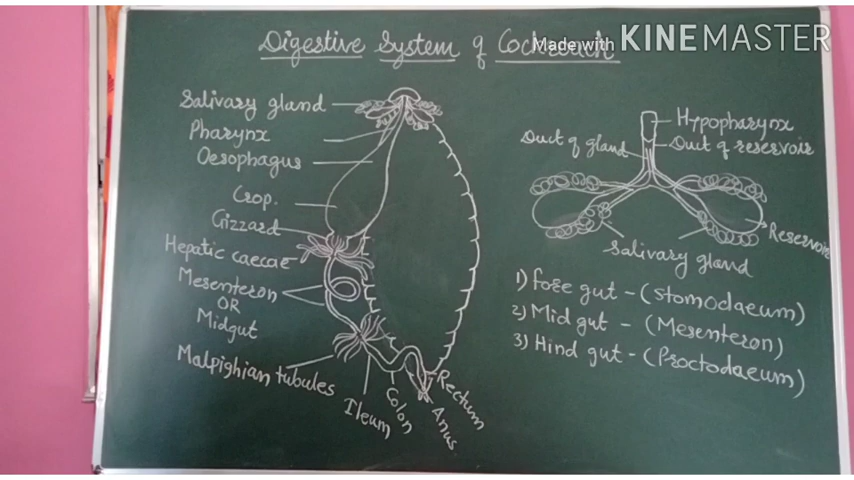 Digestive System of Cockroach
Made with KINEMASTER
Salivary gland
Pharynx
Oesophagus
Crop.
Gizzard
Hepatic caecae
Mesenteron
OR
Midgut
Malpighian tubules
Ileum
Colon
Anus.
Rectum
Hypopharynx
Duct of gland
Duct of reservoir
Reservoir
Salivary gland
1) Fore gut - (Stomodaeum)
2) Mid gut - (Mesenteron)
3) Hind gut - (Proctodaeum)